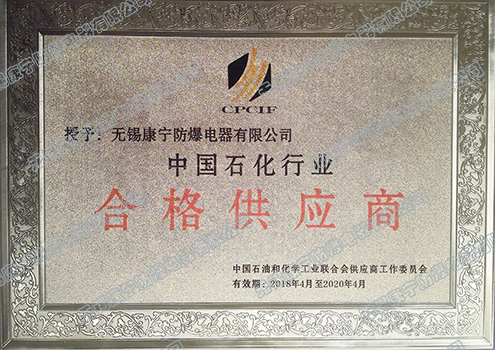 CPCIF
授予：无锡康宁防爆电器有限公司
中国石化行业
合格供应商
中国石油和化学工业联合会供应商工作委员会
有效期：2018年4月至2020年4月